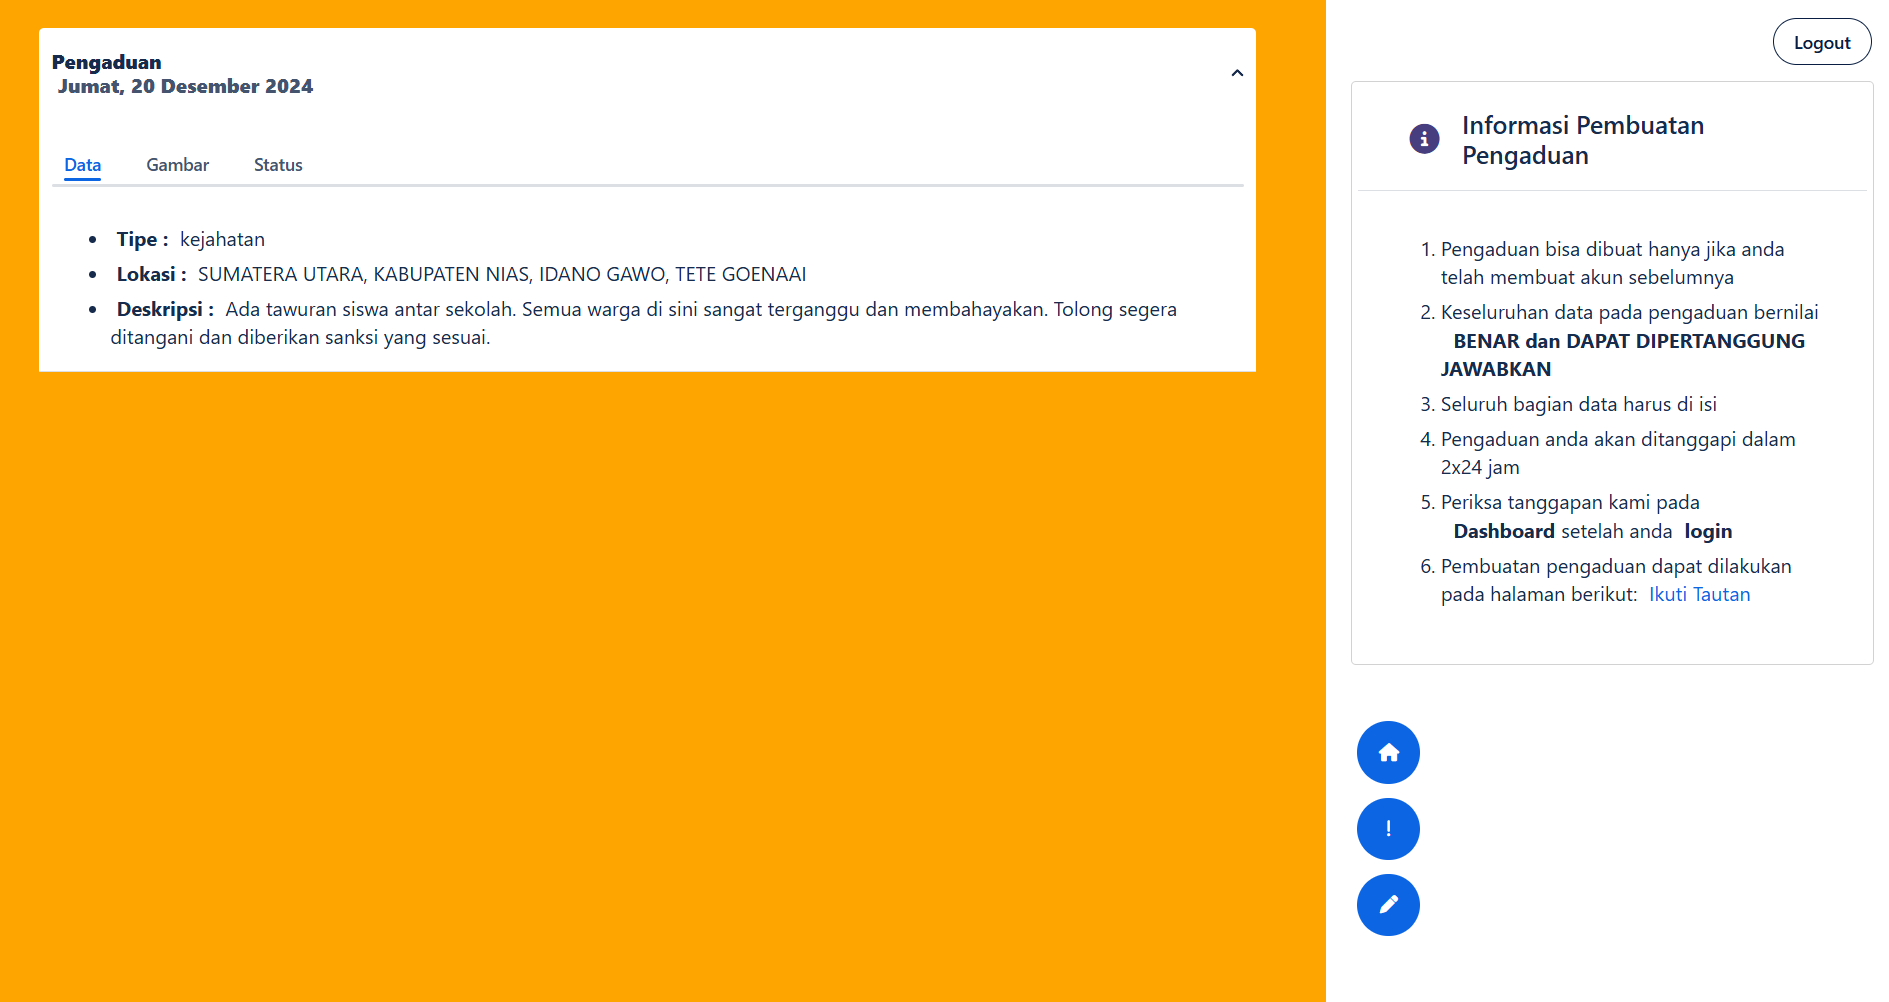 Pengaduan
Jumat, 20 Desember 2024
Data Gambar Status
Tipe : kejahatan
Lokasi : SUMATERA UTARA, KABUPATEN NIAS, IDANO GAWO, TETE GOENAAI
Deskripsi : Ada tawuran siswa antar sekolah. Semua warga di sini sangat terganggu dan membahayakan. Tolong segera
ditangani dan diberikan sanksi yang sesuai.
Logout
Informasi Pembuatan
Pengaduan
1. Pengaduan bisa dibuat hanya jika anda
telah membuat akun sebelumnya
2. Keseluruhan data pada pengaduan bernilai
BENAR dan DAPAT DIPERTANGGUNG
JAWABKAN
3. Seluruh bagian data harus di isi
4. Pengaduan anda akan ditanggapi dalam
2x24 jam
5. Periksa tanggapan kami pada
Dashboard setelah anda login
6. Pembuatan pengaduan dapat dilakukan
pada halaman berikut: Ikuti Tautan